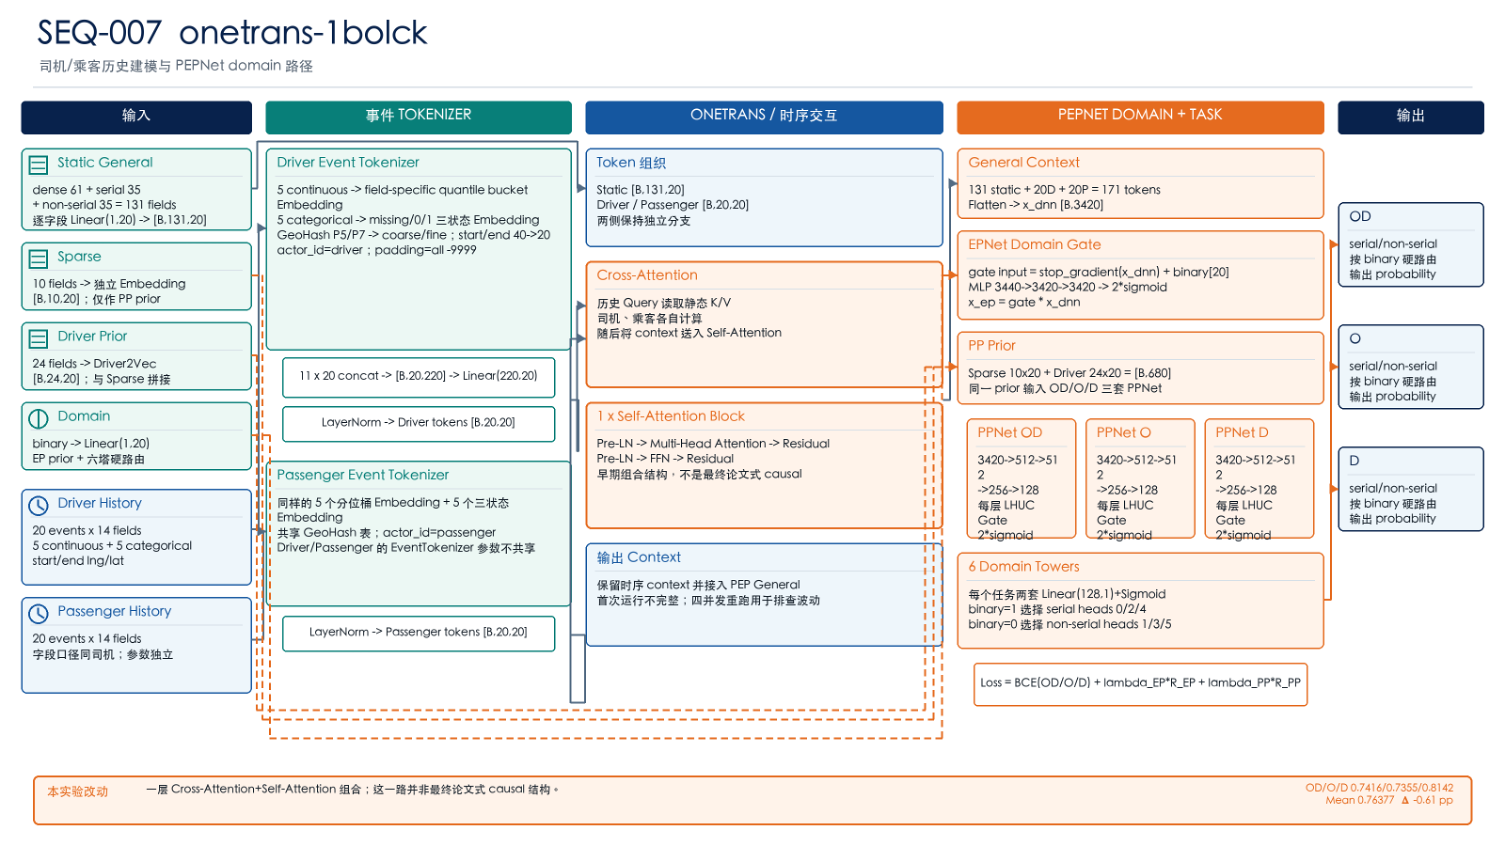 SEQ-007 onetrans-1bolck
司机/乘客历史建模与 PEPNet domain 路径
输入
事件 TOKENIZER
ONETRANS / 时序交互
PEPNET DOMAIN + TASK
输出
Static General
dense 61 + serial 35
+ non-serial 35 = 131 fields
逐字段 Linear(1,20) -> [B,131,20]
Sparse
10 fields -> 独立 Embedding
[B,10,20]；仅作 PP prior
Driver Prior
24 fields -> Driver2Vec
[B,24,20]；与 Sparse 拼接
Domain
binary -> Linear(1,20)
EP prior + 六塔硬路由
Driver History
20 events x 14 fields
5 continuous + 5 categorical
start/end lng/lat
Passenger History
20 events x 14 fields
字段口径同司机；参数独立
Driver Event Tokenizer
5 continuous -> field-specific quantile bucket
Embedding
5 categorical -> missing/0/1 三状态 Embedding
GeoHash P5/P7 -> coarse/fine；start/end 40->20
actor_id=driver；padding=all -9999
11 x 20 concat -> [B,20,220] -> Linear(220,20)
LayerNorm -> Driver tokens [B,20,20]
Passenger Event Tokenizer
同样的 5 个分位桶 Embedding + 5 个三状态
Embedding
共享 GeoHash 表；actor_id=passenger
Driver/Passenger 的 EventTokenizer 参数不共享
LayerNorm -> Passenger tokens [B,20,20]
Token 组织
Static [B,131,20]
Driver / Passenger [B,20,20]
两侧保持独立分支
Cross-Attention
历史 Query 读取静态 K/V
司机、乘客各自计算
随后将 context 送入 Self-Attention
1 x Self-Attention Block
Pre-LN -> Multi-Head Attention -> Residual
Pre-LN -> FFN -> Residual
早期组合结构，不是最终论文式 causal
输出 Context
保留时序 context 并接入 PEP General
首次运行不完整；四并发重跑用于排查波动
General Context
131 static + 20D + 20P = 171 tokens
Flatten -> x_dnn [B,3420]
EPNet Domain Gate
gate input = stop_gradient(x_dnn) + binary[20]
MLP 3440->3420->3420 -> 2*sigmoid
x_ep = gate * x_dnn
PP Prior
Sparse 10x20 + Driver 24x20 = [B,680]
同一 prior 输入 OD/O/D 三套 PPNet
PPNet OD
3420->512->51
2
->256->128
每层 LHUC
Gate
2*sigmoid
PPNet O
3420->512->51
2
->256->128
每层 LHUC
Gate
2*sigmoid
PPNet D
3420->512->51
2
->256->128
每层 LHUC
Gate
2*sigmoid
6 Domain Towers
每个任务两套 Linear(128,1)+Sigmoid
binary=1 选择 serial heads 0/2/4
binary=0 选择 non-serial heads 1/3/5
Loss = BCE(OD/O/D) + lambda_EP*R_EP + lambda_PP*R_PP
OD
serial/non-serial
按 binary 硬路由
输出 probability
O
serial/non-serial
按 binary 硬路由
输出 probability
D
serial/non-serial
按 binary 硬路由
输出 probability
本实验改动
一层 Cross-Attention+Self-Attention 组合；这一路并非最终论文式 causal 结构。
OD/O/D 0.7416/0.7355/0.8142
Mean 0.76377 Δ -0.61 pp